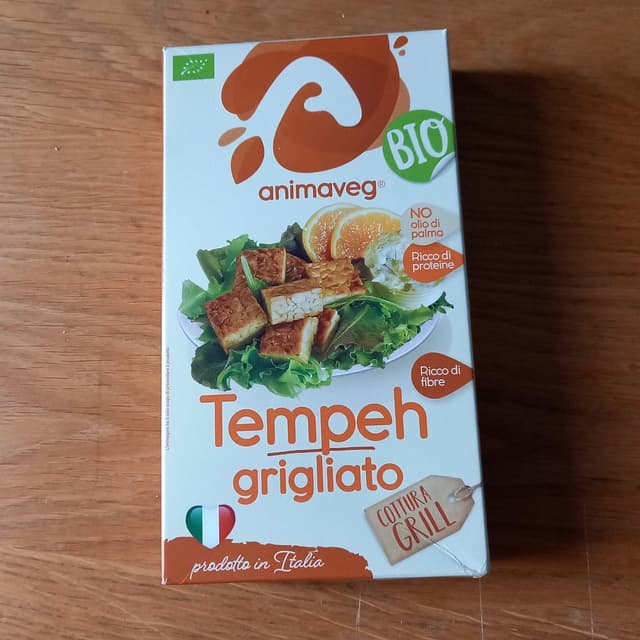 animaveg®
BIO
NO
olio di
palma
Ricco di
proteine
Ricco di
fibre
Tempeh
grigliato
COTTURA
GRILL
prodotto in Italia